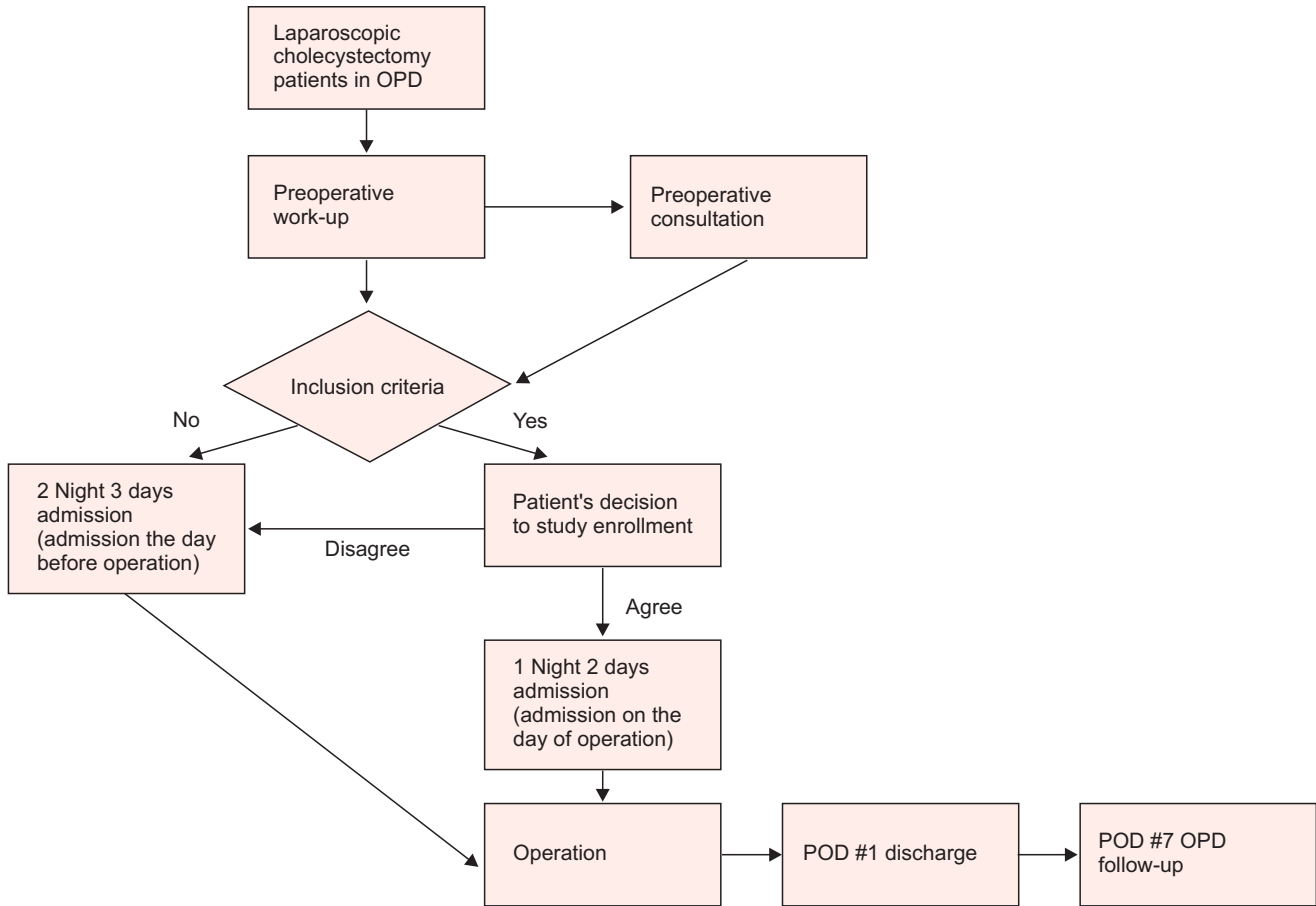 Laparoscopic
cholecystectomy
patients in OPD
Preoperative
work-up
Preoperative
consultation
Inclusion criteria
No
Yes
2 Night 3 days
admission
(admission the day
before operation)
Patient's decision
to study enrollment
Disagree
Agree
1 Night 2 days
admission
(admission on the
day of operation)
Operation
POD #1 discharge
POD #7 OPD
follow-up